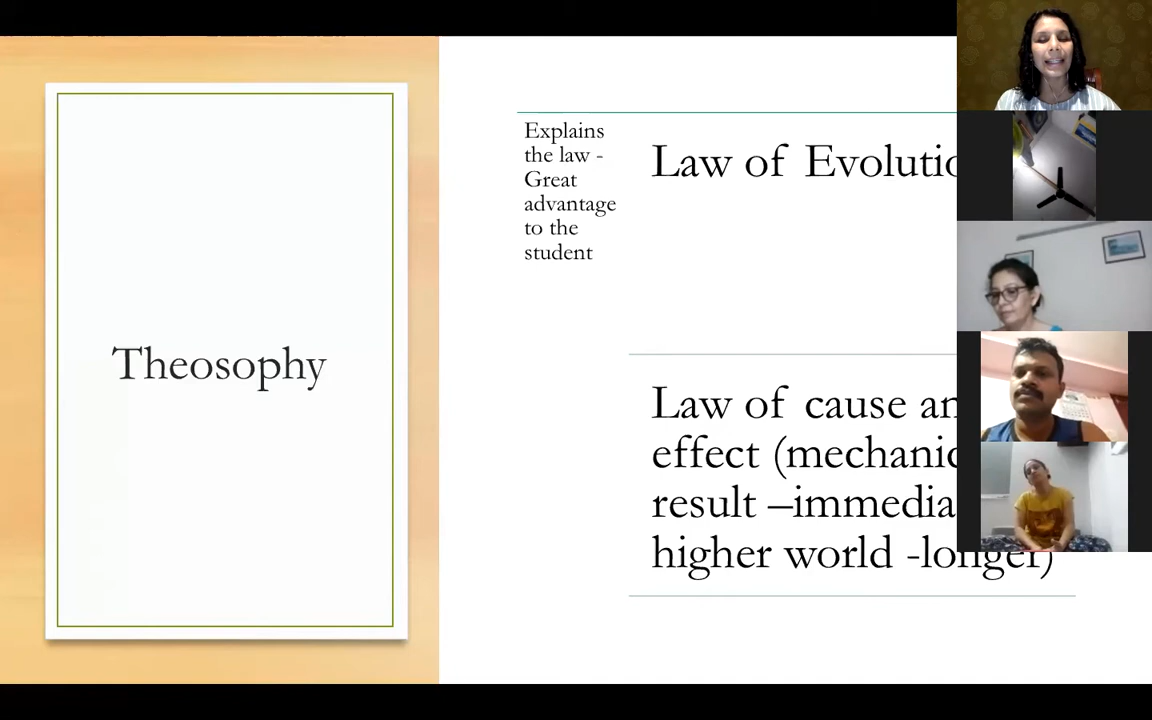 Theosophy
Explains
the law -
Great
advantage
to the
student
Law of Evolutio
Law of cause an
effect (mechanic
result –immedia
higher world -longer)